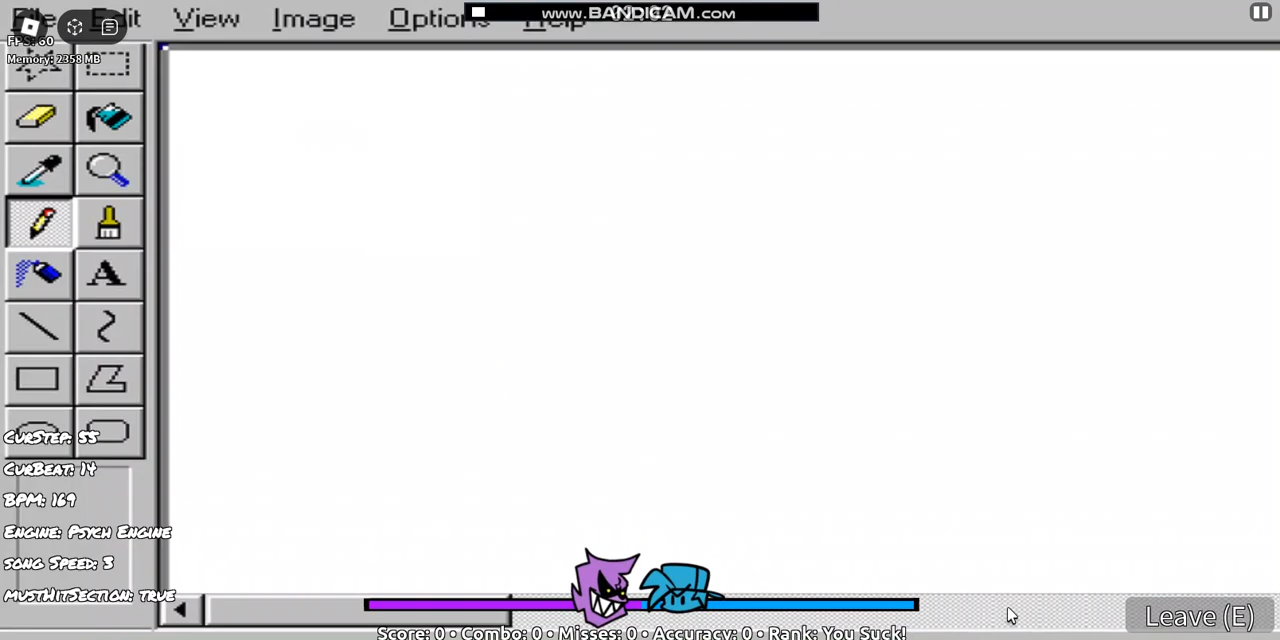 File Edit View Image Options Help
www.BANDICAM.com
FPS: 60
Memory: 2358 MB
A
CurStep: 55
CurBeat: 14
BPM: 169
Engine: Psych Engine
song Speed: 3
mustHitSection: true
Leave (E)
Score: 0 • Combo: 0 • Misses: 0 • Accuracy: 0 • Rank: You Suck!